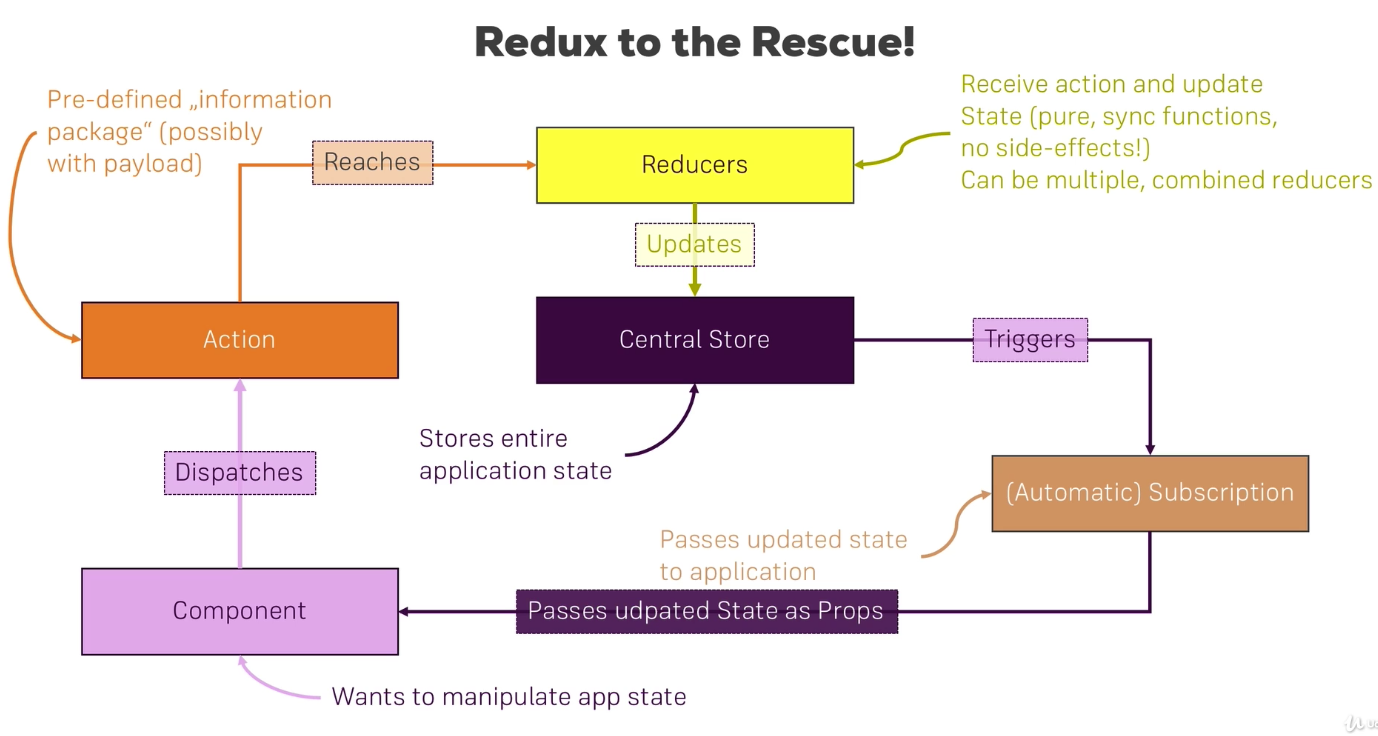 Redux to the Rescue!
Pre-defined „information
package“ (possibly
with payload)
Reaches
Reducers
Receive action and update
State (pure, sync functions,
no side-effects!)
Can be multiple, combined reducers
Updates
Action
Central Store
Triggers
Stores entire
application state
Dispatches
(Automatic) Subscription
Passes updated state
to application
Component
Passes udpated State as Props
Wants to manipulate app state